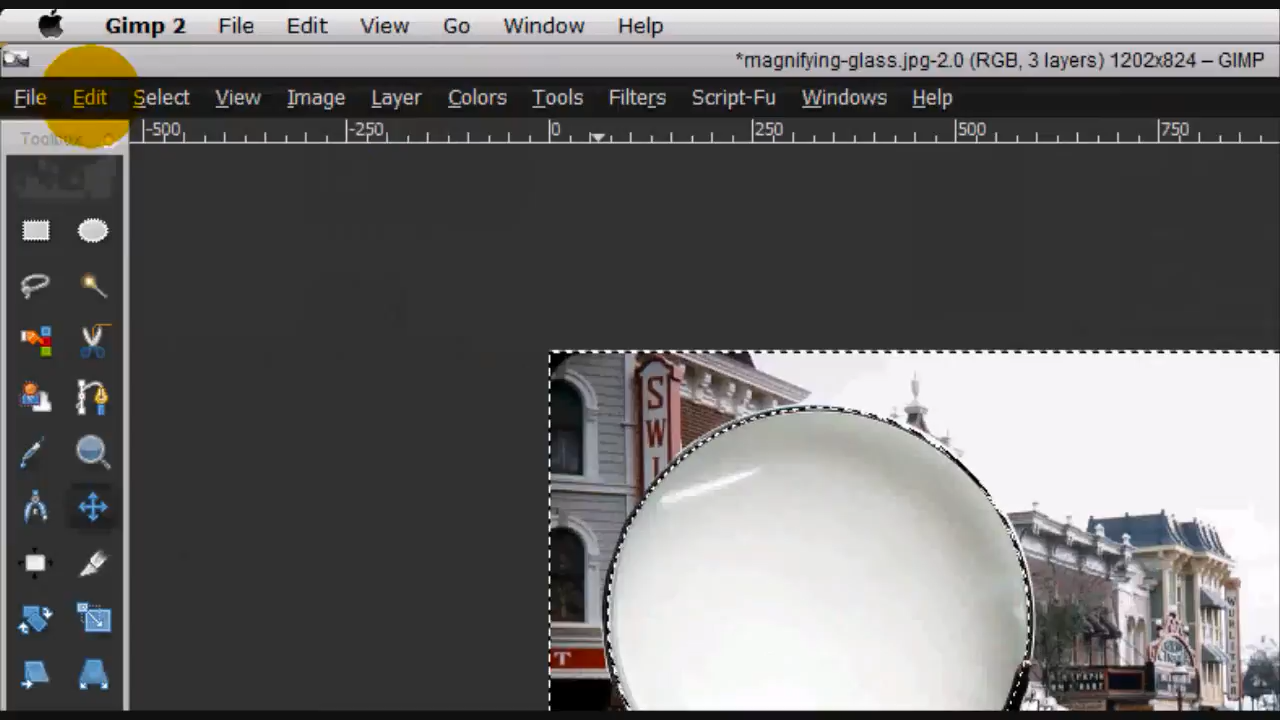 Gimp 2 File Edit View Go Window Help
*magnifying-glass.jpg-2.0 (RGB, 3 layers) 1202x824 – GIMP
File Edit Select View Image Layer Colors Tools Filters Script-Fu Windows Help
Toolbox
-500 -250 0 250 500 750
SWI
T